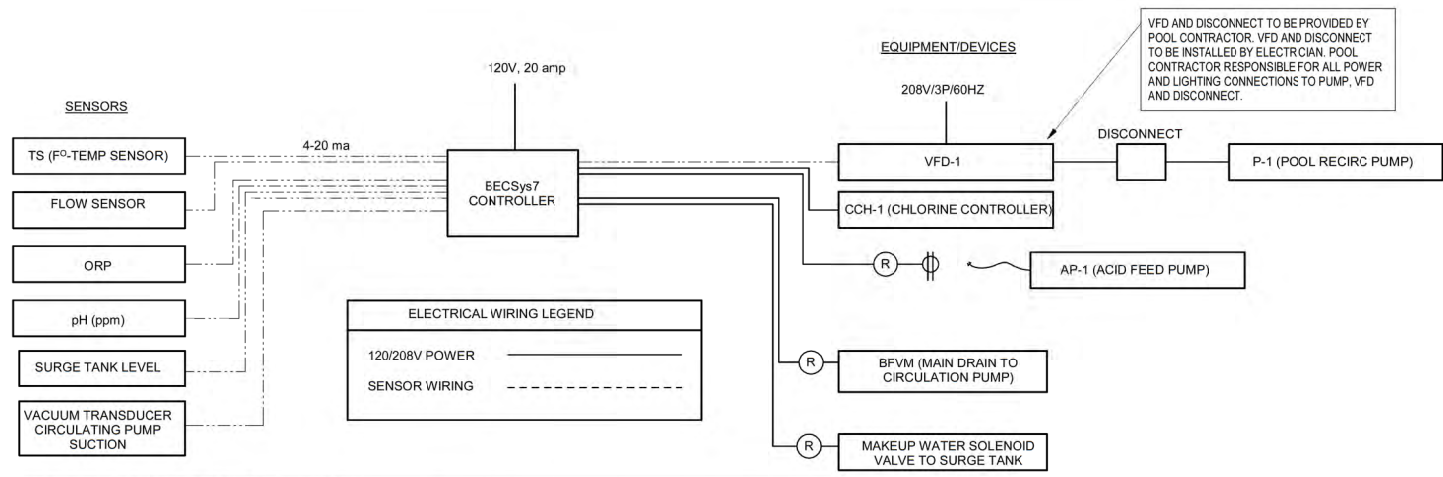 VFD AND DISCONNECT TO BE PROVIDED BY
POOL CONTRACTOR. VFD AND DISCONNECT
TO BE INSTALLED BY ELECTRCIAN. POOL
CONTRACTOR RESPONSIBLE FOR ALL POWER
AND LIGHTING CONNECTIONS TO PUMP, VFD
AND DISCONNECT.
EQUIPMENT/DEVICES
120V, 20 amp
208V/3P/60HZ
SENSORS
DISCONNECT
4-20 ma
TS (FO-TEMP SENSOR)
VFD-1
P-1 (POOL RECIRC PUMP)
BECSys7
CONTROLLER
FLOW SENSOR
CCH-1 (CHLORINE CONTROLLER)
ORP
R
AP-1 (ACID FEED PUMP)
ELECTRICAL WIRING LEGEND
pH (ppm)
120/208V POWER
SENSOR WIRING
SURGE TANK LEVEL
R
BFVM (MAIN DRAIN TO
CIRCULATION PUMP)
VACUUM TRANSDUCER
CIRCULATING PUMP
SUCTION
R
MAKEUP WATER SOLENOID
VALVE TO SURGE TANK